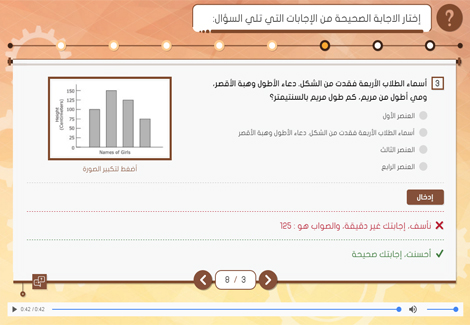 إختار الاجابة الصحيحة من الإجابات التي تلي السؤال:
?
3
أسماء الطلاب الأربعة فقدت من الشكل. دعاء الأطول وهبة الأقصر،
ومي أطول من مريم، كم طول مريم بالسنتيمتر؟
العنصر الأول
أسماء الطلاب الأربعة فقدت من الشكل. دعاء الأطول وهبة الأقصر
العنصر الثالث
العنصر الرابع
Height
(Centimeters)
150
125
100
75
50
25
0
Names of Girls
أضغط لتكبير الصورة
إدخال
نأسف، إجابتك غير دقيقة، والصواب هو : 125
أحسنت، إجابتك صحيحة
8 / 3
0:42 / 0:42